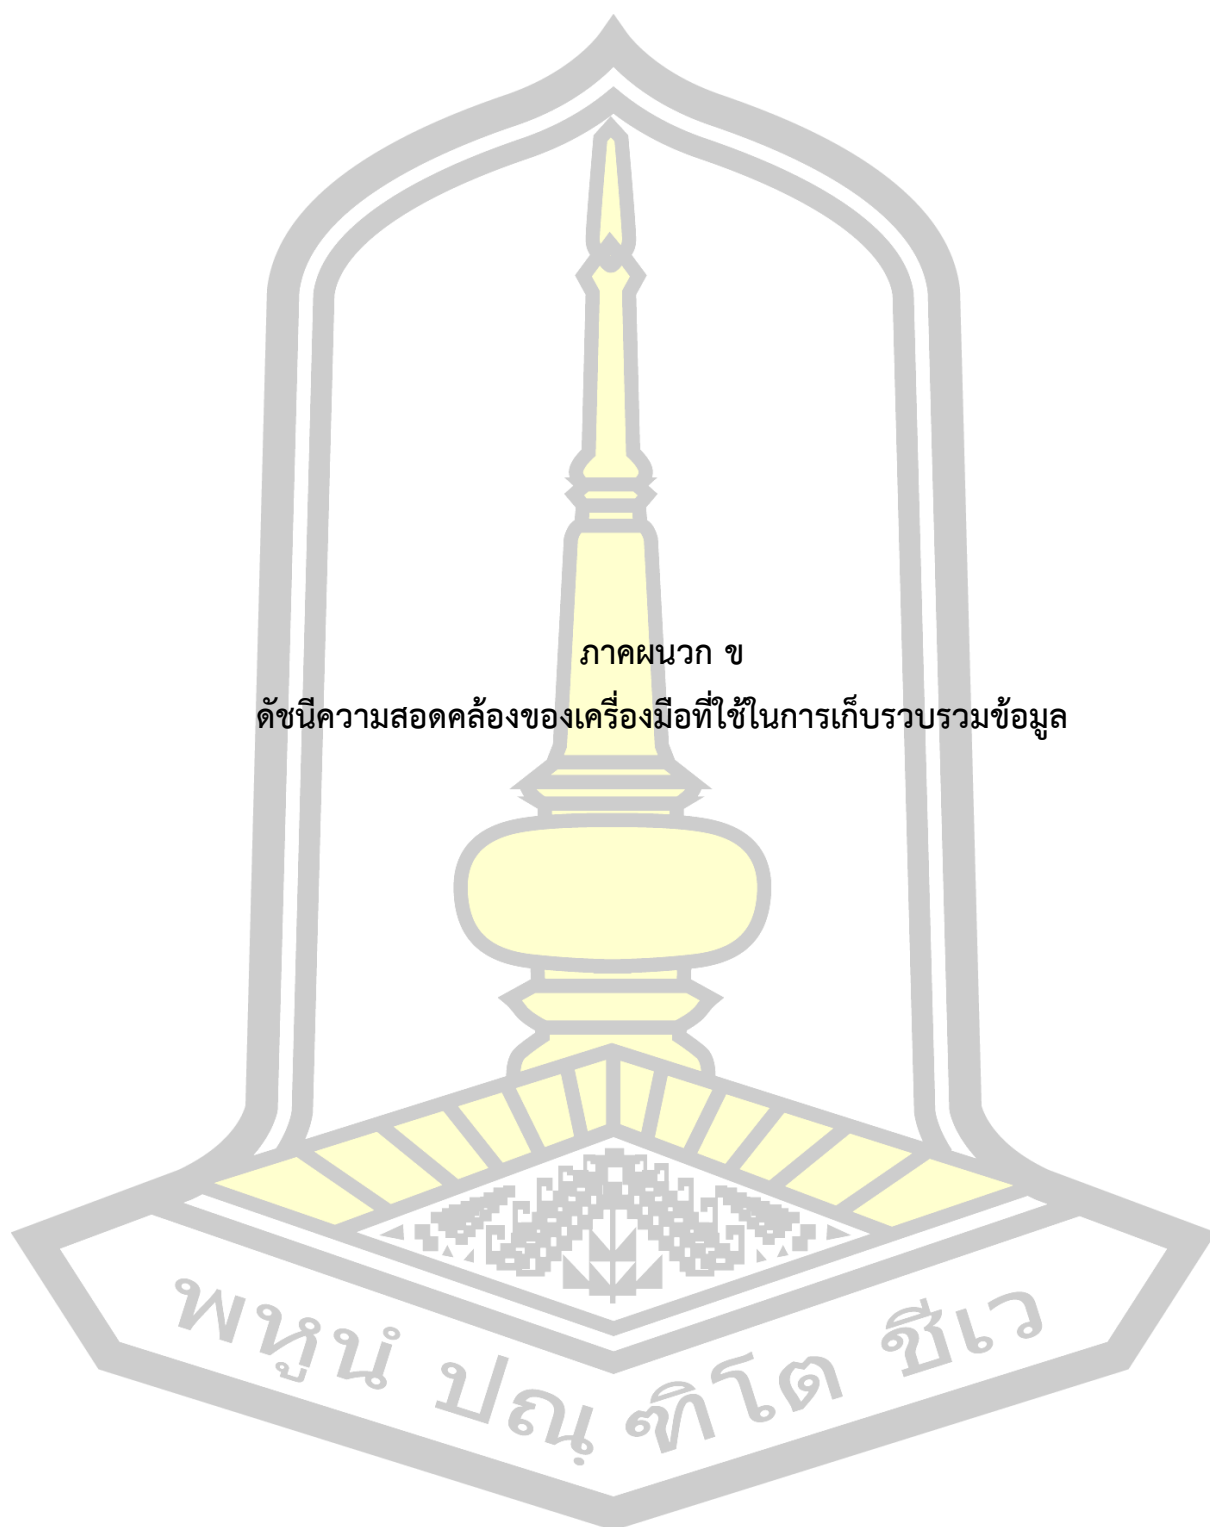 ภาคผนวก ข
ดัชนีความสอดคล้องของเครื่องมือที่ใช้ในการเก็บรวบรวมข้อมูล
พหูนํ ปณฺฑิโต ชีเว